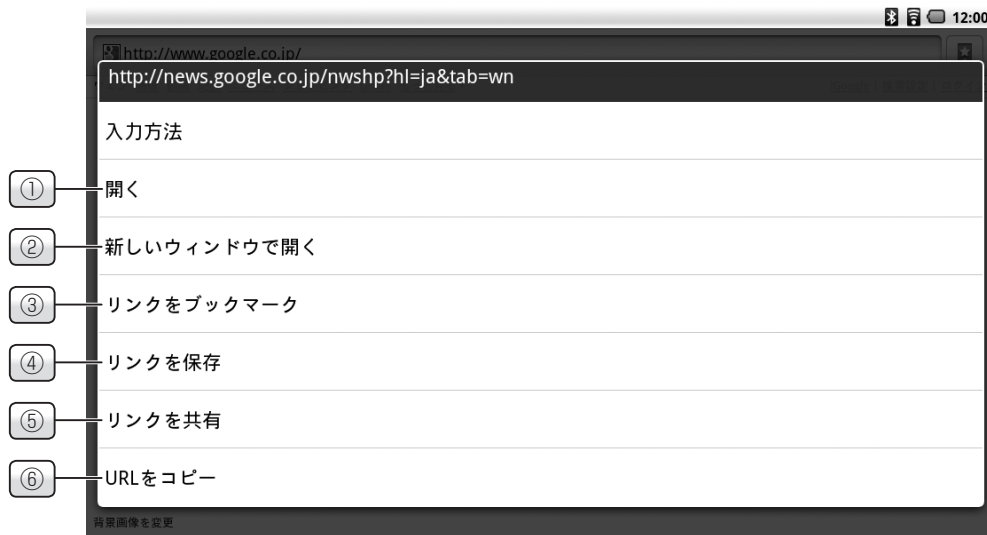 12:00
http://www.google.co.jp/
http://news.google.co.jp/nwshp?hl=ja&tab=wn
入力方法
① 開く
② 新しいウィンドウで開く
③ リンクをブックマーク
④ リンクを保存
⑤ リンクを共有
⑥ URLをコピー
背景画像を変更